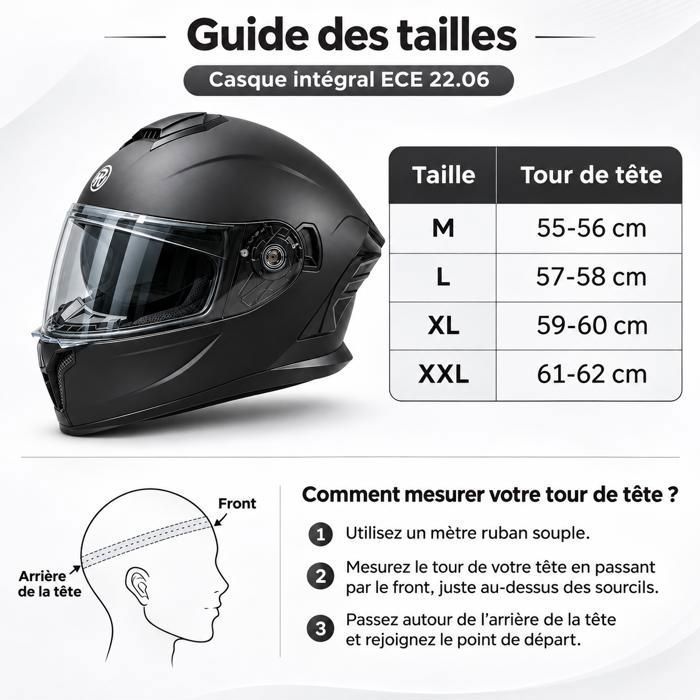 Guide des tailles
Casque intégral ECE 22.06
Taille Tour de tête
M 55-56 cm
L 57-58 cm
XL 59-60 cm
XXL 61-62 cm
Front
Arrière
de la tête
Comment mesurer votre tour de tête ?
1 Utilisez un mètre ruban souple.
2 Mesurez le tour de votre tête en passant
par le front, juste au-dessus des sourcils.
3 Passez autour de l'arrière de la tête
et rejoignez le point de départ.